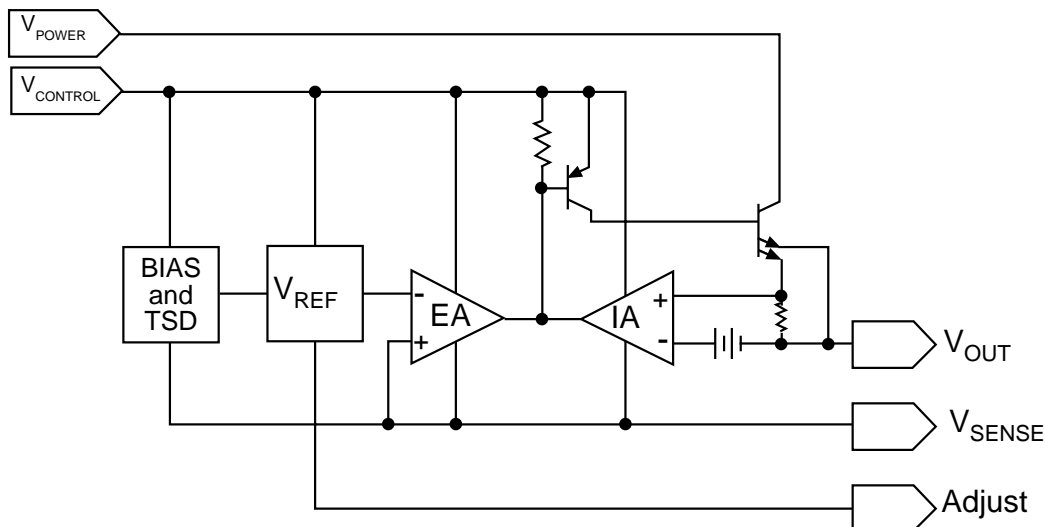 VPOWER
VCONTROL
BIAS
and
TSD
VREF
-
EA
+
IA
+
-
VOUT
VSENSE
Adjust